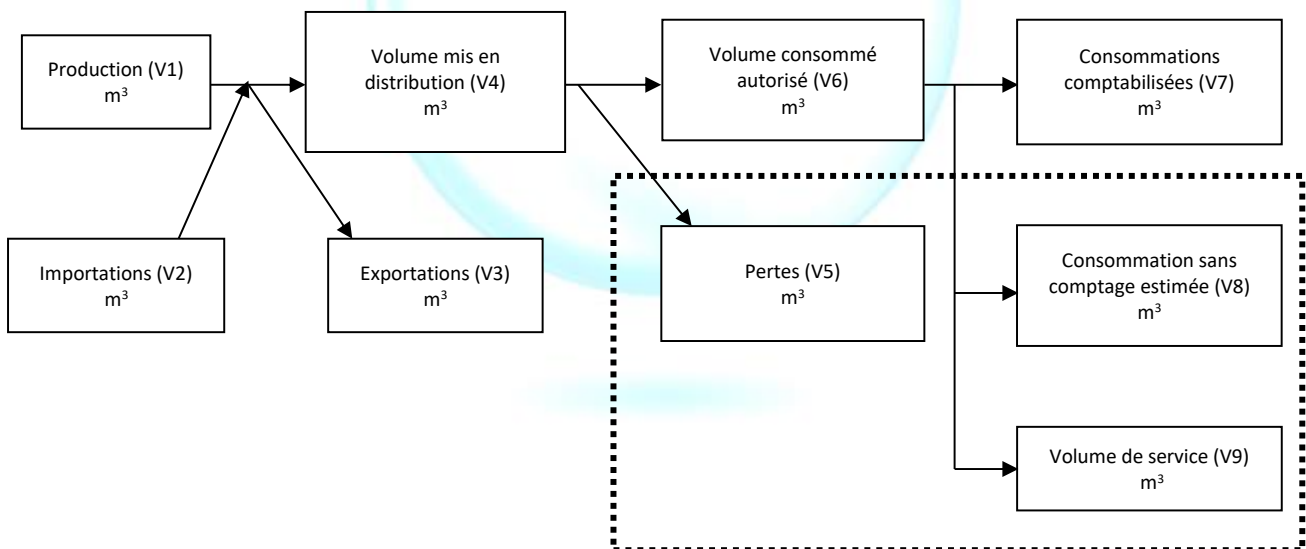 Production (V1)
m³
Volume mis en
distribution (V4)
m³
Volume consommé
autorisé (V6)
m³
Consommations
comptabilisées (V7)
m³
Importations (V2)
m³
Exportations (V3)
m³
Pertes (V5)
m³
Consommation sans
comptage estimée (V8)
m³
Volume de service (V9)
m³